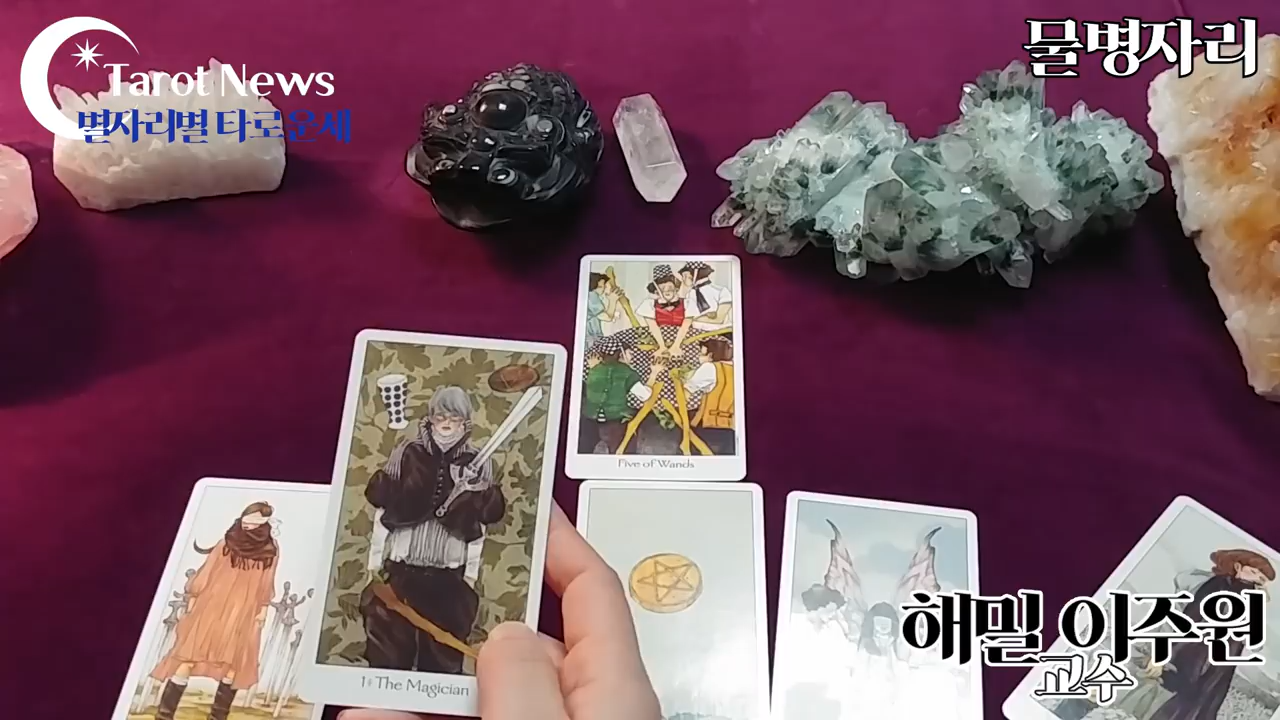 Tarot News
별자리별 타로운세
물병자리
Five of Wands
1 The Magician
해밀 이주원
교수